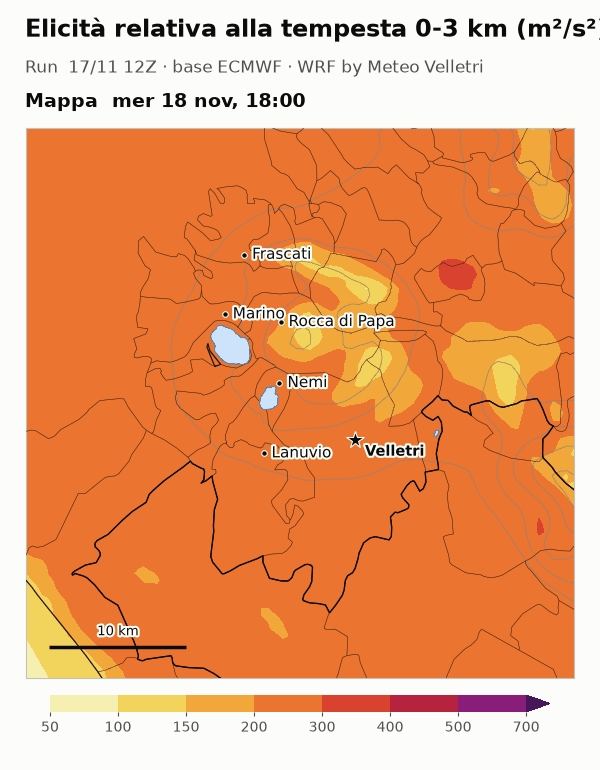 Elicità relativa alla tempesta 0-3 km (m²/s²)
Run  17/11 12Z · base ECMWF · WRF by Meteo Velletri
Mappa  mer 18 nov, 18:00
Frascati
Marino
Rocca di Papa
Nemi
Velletri
Lanuvio
10 km
50 100 150 200 300 400 500 700